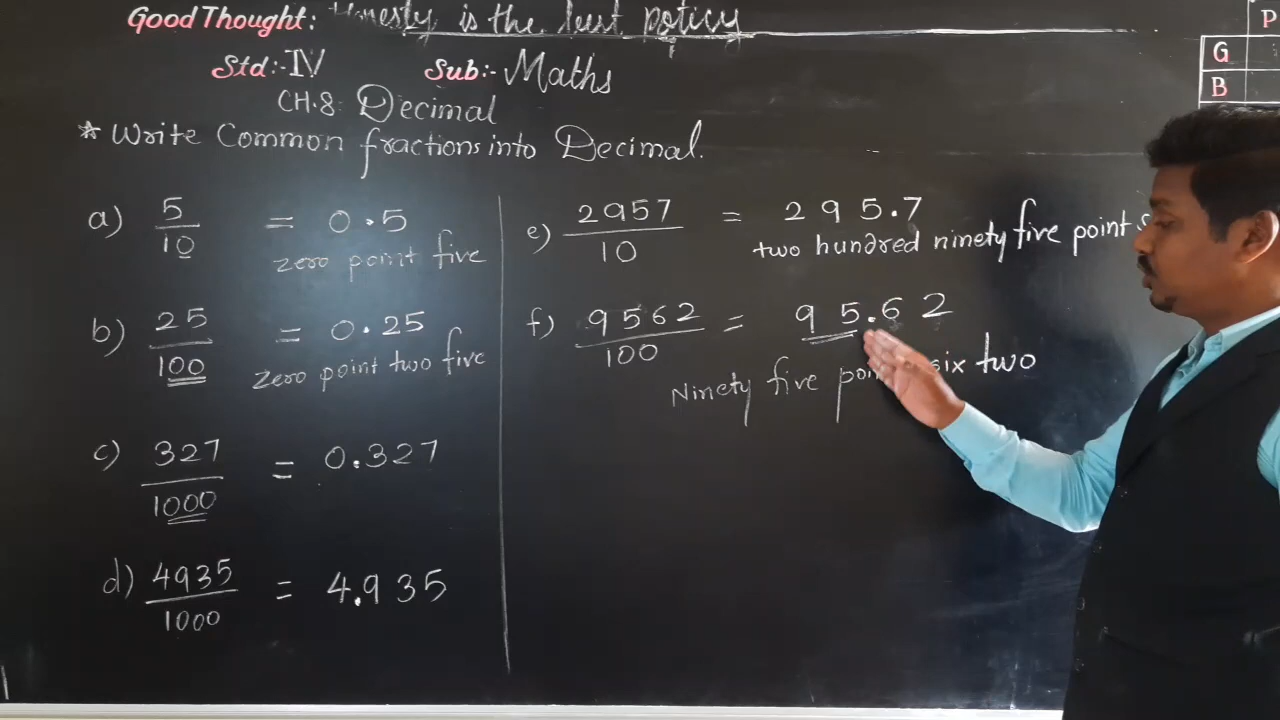 Good Thought: Honesty is the best policy
Std:- IV Sub:- Maths
CH.8: Decimal
* Write Common fractions into Decimal.
a) 5/10 = 0.5
zero point five
b) 25/100 = 0.25
zero point two five
c) 327/1000 = 0.327
d) 4935/1000 = 4.935
e) 2957/10 = 295.7
two hundred ninety five point
f) 9562/100 = 95.62
Ninety five point six two
P
G
B